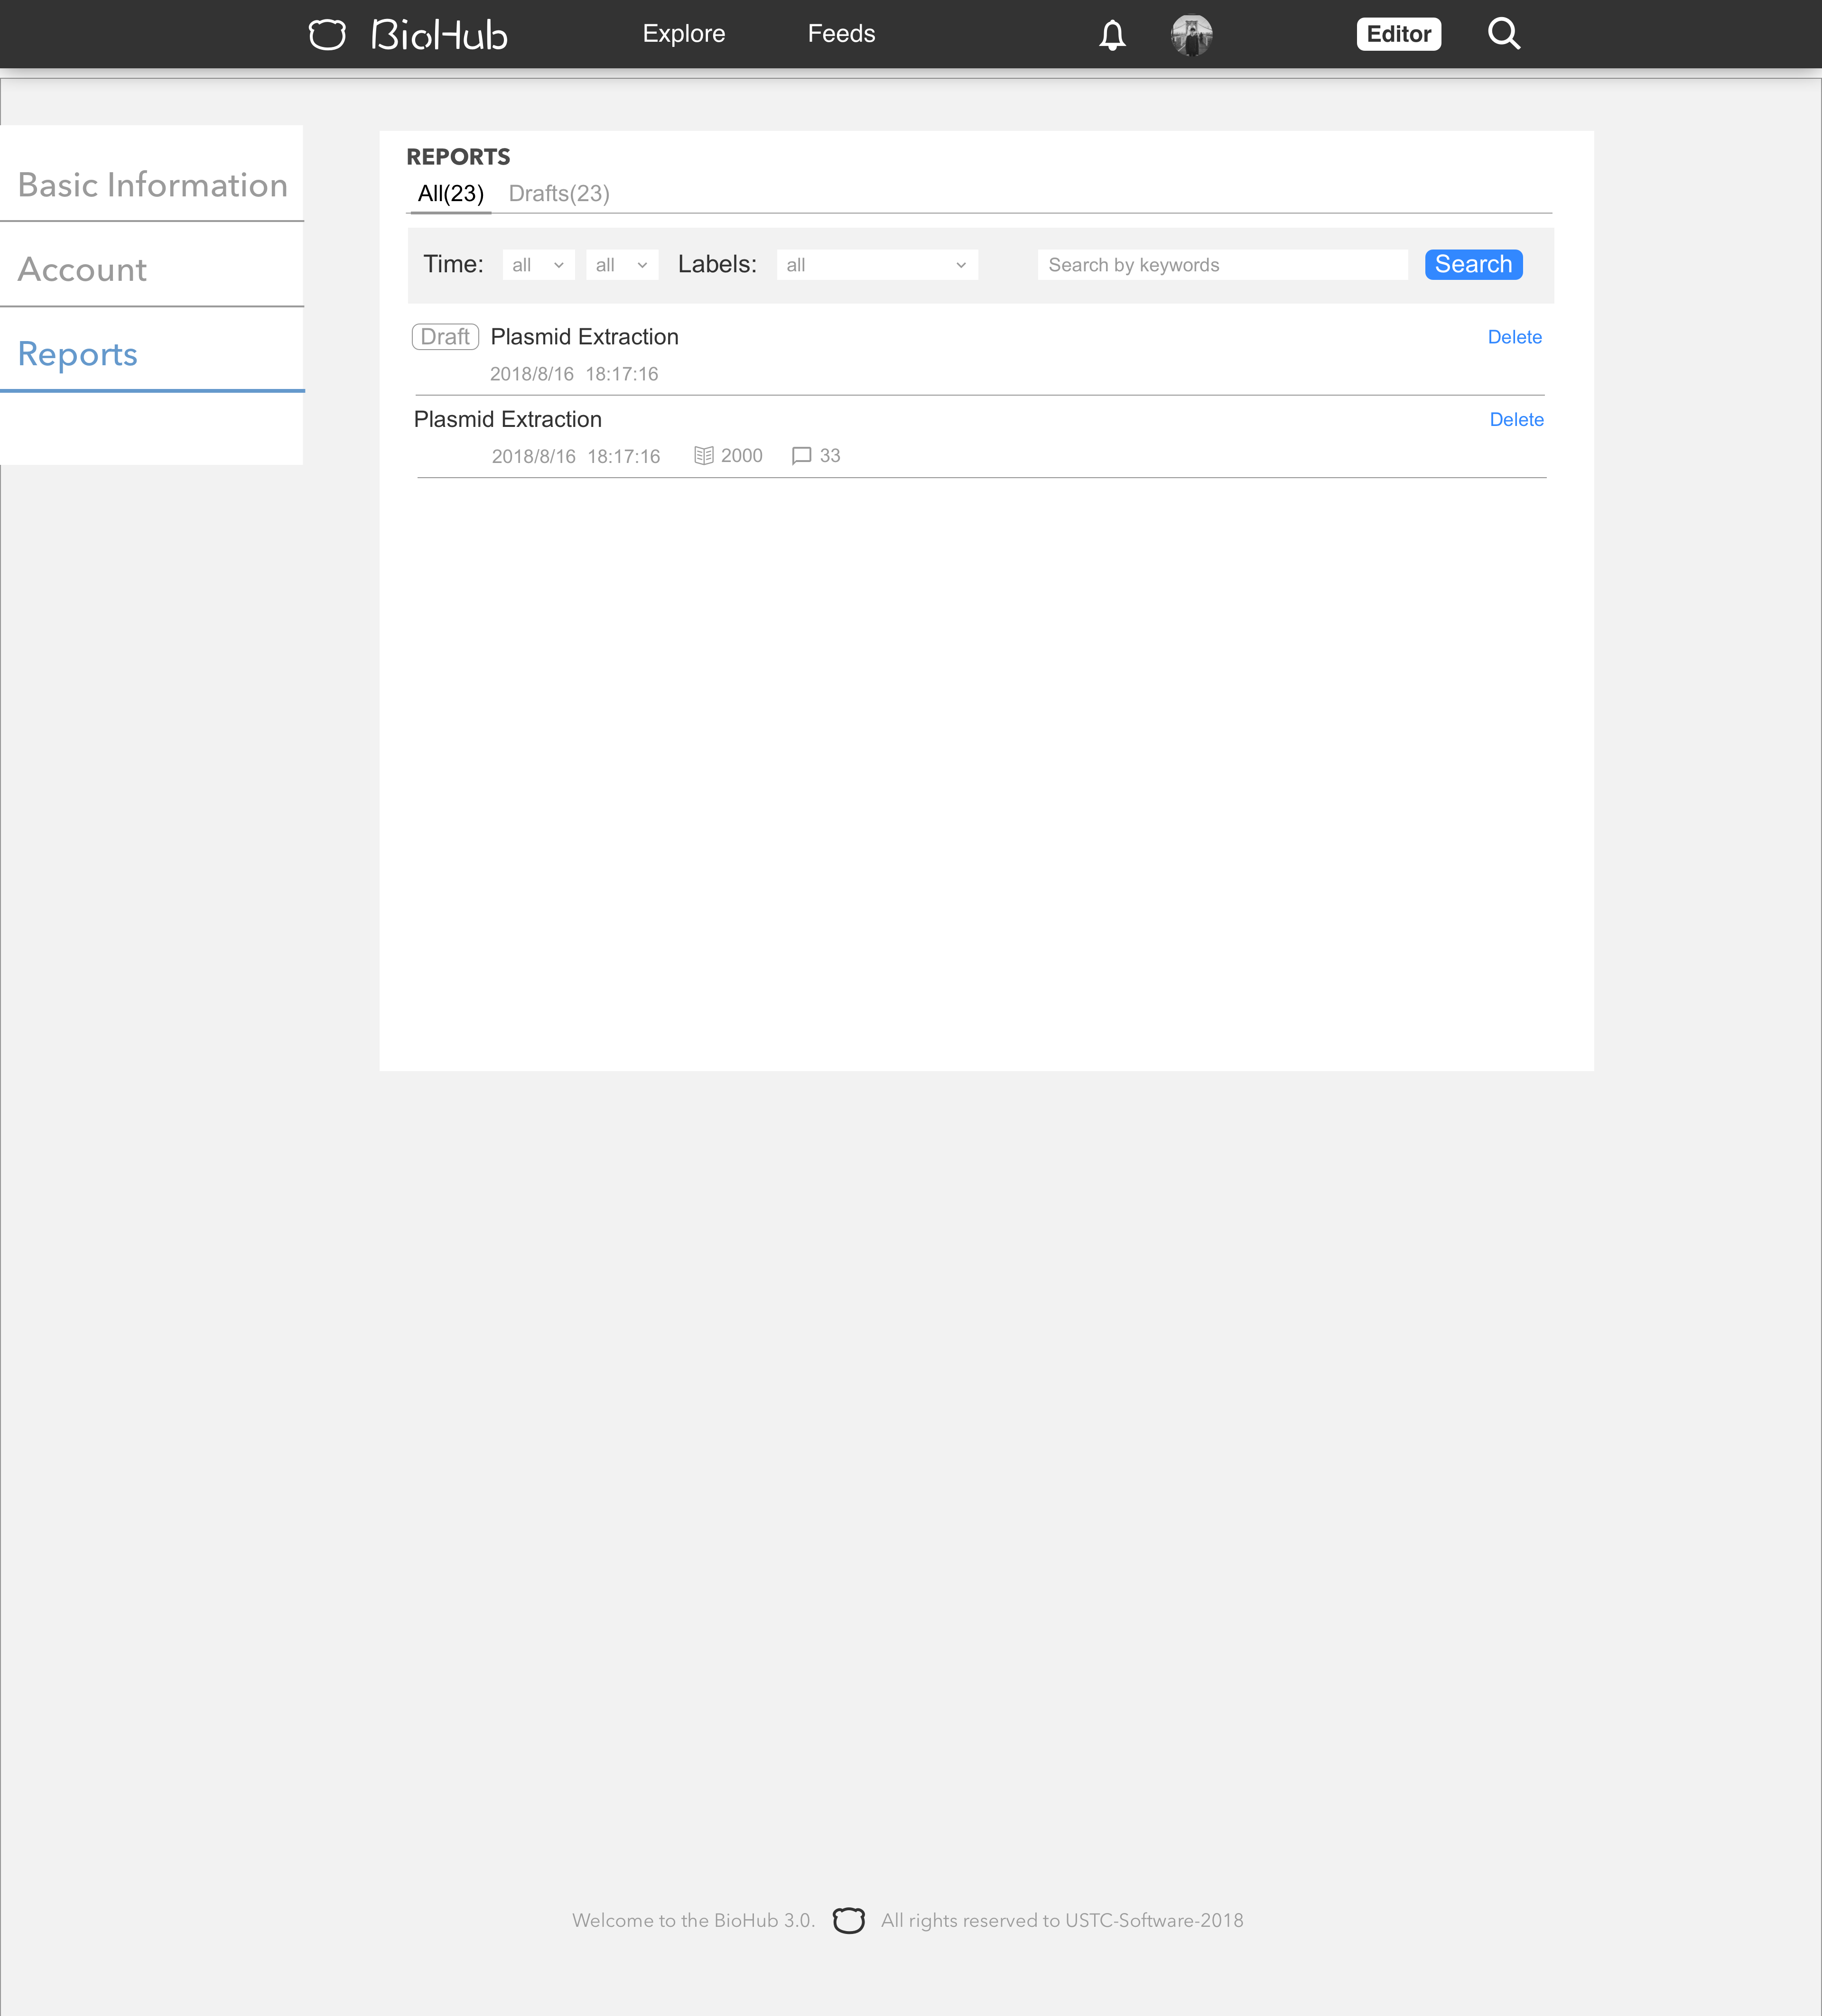 BioHub Explore Feeds Editor
Basic Information
Account
Reports
REPORTS
All(23) Drafts(23)
Time: all all Labels: all Search by keywords Search
Draft Plasmid Extraction Delete
2018/8/16 18:17:16
Plasmid Extraction Delete
2018/8/16 18:17:16 2000 33
Welcome to the BioHub 3.0. All rights reserved to USTC-Software-2018